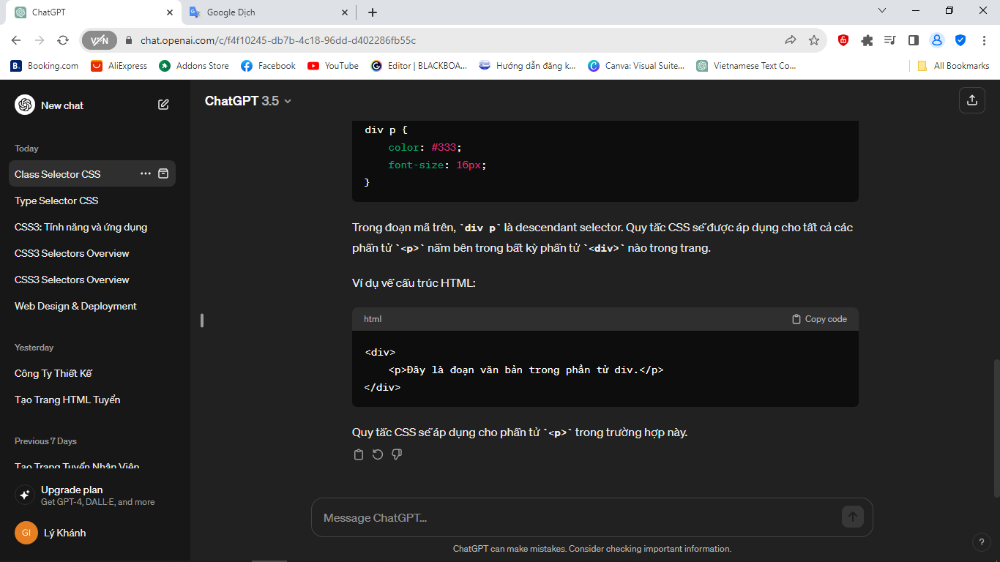 ChatGPT
Google Dịch
VPN
chat.openai.com/c/f4f10245-db7b-4c18-96dd-d402286fb55c
B.
Booking.com
AliExpress
Addons Store
Facebook
YouTube
Editor | BLACKBOA...
Hướng dẫn đăng k...
Canva: Visual Suite...
Vietnamese Text Co...
All Bookmarks
New chat
Today
Class Selector CSS
Type Selector CSS
CSS3: Tính năng và ứng dụng
CSS3 Selectors Overview
CSS3 Selectors Overview
Web Design & Deployment
Yesterday
Công Ty Thiết Kế
Tạo Trang HTML Tuyển
Previous 7 Days
Tạo Trang Tuyển Nhân Viên
Upgrade plan
Get GPT-4, DALL·E, and more
GI
Lý Khánh
ChatGPT 3.5
div p {
    color: #333;
    font-size: 16px;
}
Trong đoạn mã trên, `div p` là descendant selector. Quy tắc CSS sẽ được áp dụng cho tất cả các
phần tử `<p>` nằm bên trong bất kỳ phần tử `<div>` nào trong trang.
Ví dụ về cấu trúc HTML:
html
Copy code
<div>
    <p>Đây là đoạn văn bản trong phần tử div.</p>
</div>
Quy tắc CSS sẽ áp dụng cho phần tử `<p>` trong trường hợp này.
Message ChatGPT...
ChatGPT can make mistakes. Consider checking important information.
?